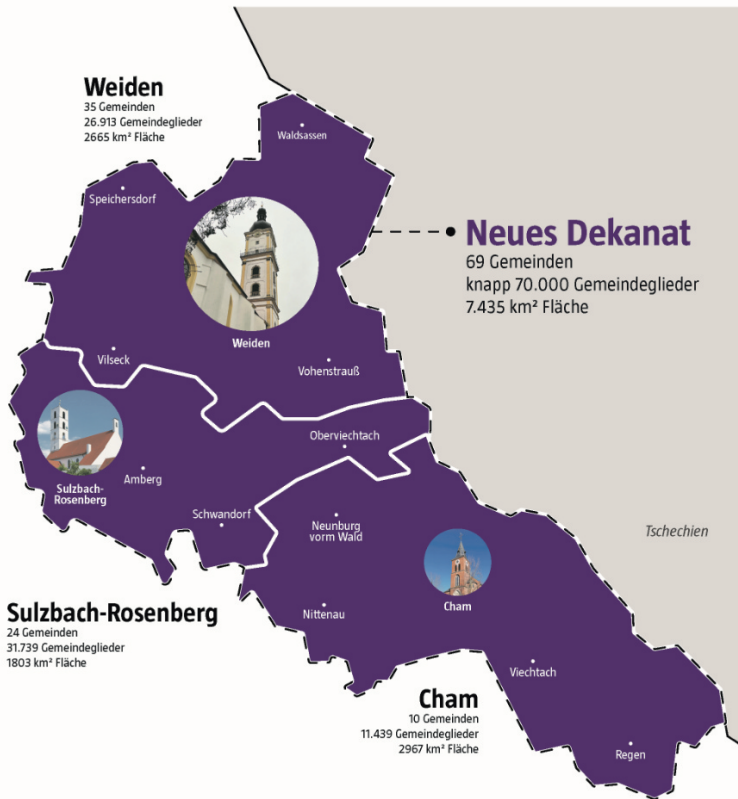 Weiden
35 Gemeinden
26.913 Gemeindeglieder
2665 km² Fläche
Waldsassen
Speichersdorf
Neues Dekanat
69 Gemeinden
knapp 70.000 Gemeindeglieder
7.435 km² Fläche
Weiden
Vilseck
Vohenstrauß
Oberviechtach
Sulzbach-
Rosenberg
Amberg
Schwandorf
Neunburg
vorm Wald
Tschechien
Cham
Nittenau
Sulzbach-Rosenberg
24 Gemeinden
31.739 Gemeindeglieder
1803 km² Fläche
Viechtach
Cham
10 Gemeinden
11.439 Gemeindeglieder
2967 km² Fläche
Regen